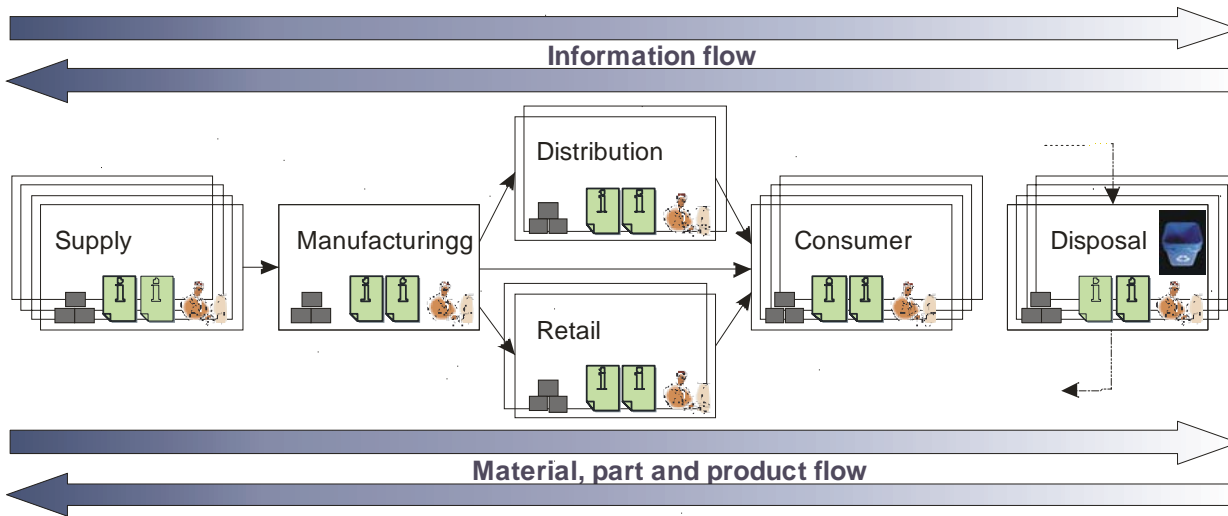 Information flow
Distribution
Supply
Manufacturingg
Consumer
Disposal
i i
i i
i i
i i
i i
Retail
i i
Material, part and product flow